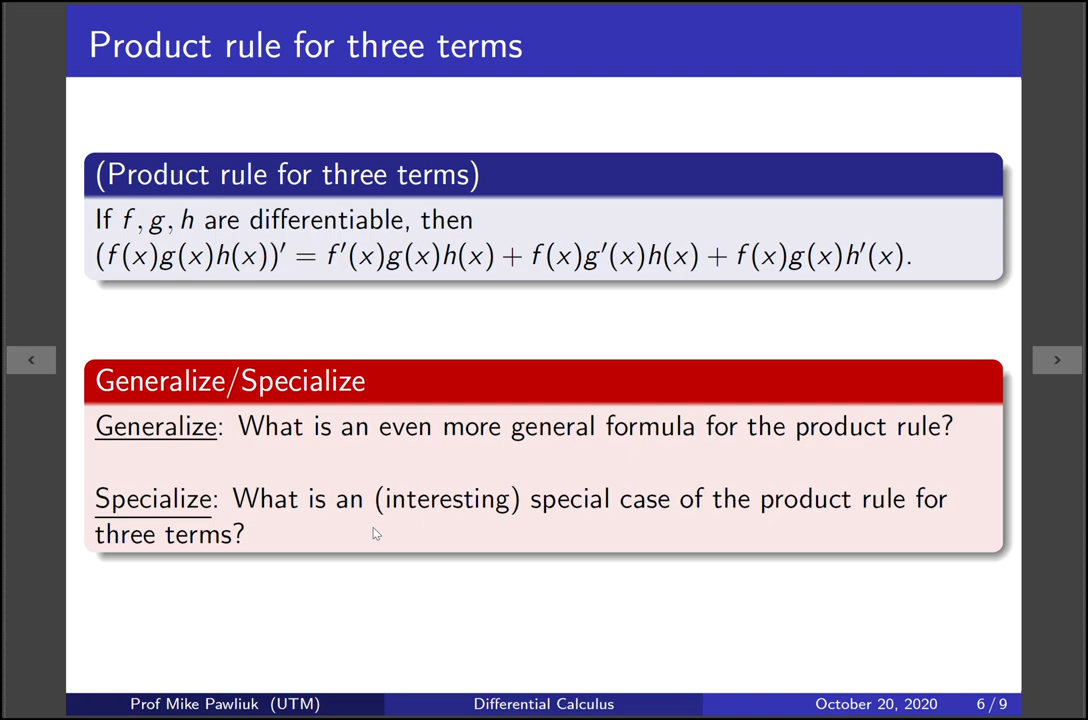 Product rule for three terms
(Product rule for three terms)
If f, g, h are differentiable, then
(f(x)g(x)h(x))′ = f′(x)g(x)h(x) + f(x)g′(x)h(x) + f(x)g(x)h′(x).
Generalize/Specialize
Generalize: What is an even more general formula for the product rule?
Specialize: What is an (interesting) special case of the product rule for
three terms?
Prof Mike Pawliuk (UTM) Differential Calculus October 20, 2020 6 / 9